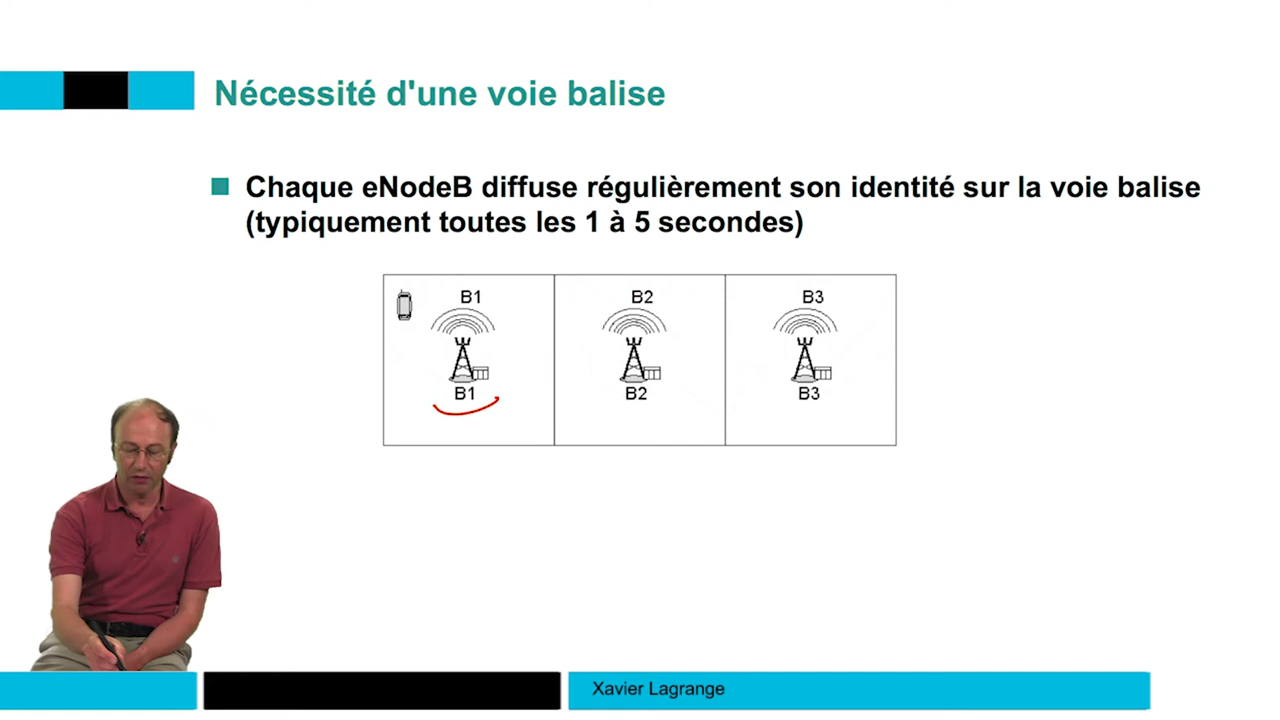 Nécessité d'une voie balise
Chaque eNodeB diffuse régulièrement son identité sur la voie balise
(typiquement toutes les 1 à 5 secondes)
B1 B2 B3
B1 B2 B3
Xavier Lagrange